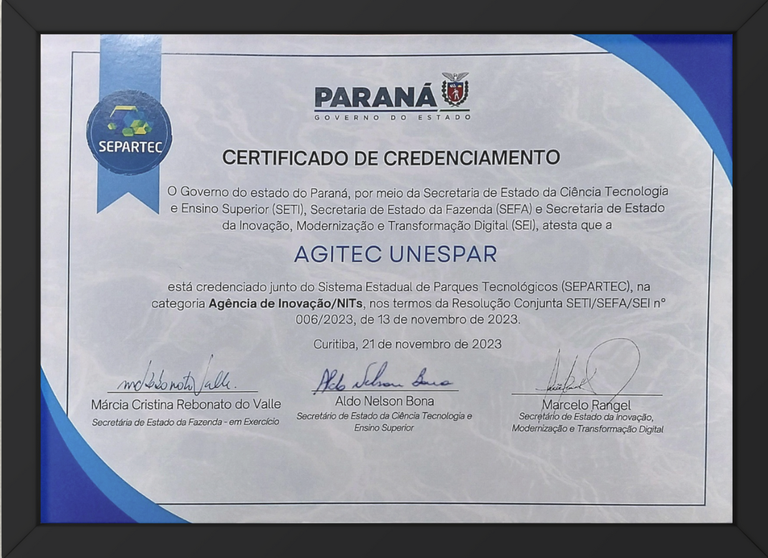 PARANÁ
GOVERNO DO ESTADO
SEPARTEC
CERTIFICADO DE CREDENCIAMENTO
O Governo do estado do Paraná, por meio da Secretaria de Estado da Ciência Tecnologia
e Ensino Superior (SETI), Secretaria de Estado da Fazenda (SEFA) e Secretaria de Estado
da Inovação, Modernização e Transformação Digital (SEI), atesta que a
AGITEC UNESPAR
está credenciado junto do Sistema Estadual de Parques Tecnológicos (SEPARTEC), na
categoria Agência de Inovação/NITs, nos termos da Resolução Conjunta SETI/SEFA/SEI nº
006/2023, de 13 de novembro de 2023.
Curitiba, 21 de novembro de 2023
Aldo Nelson Bona
Márcia Cristina Rebonato do Valle
Secretária de Estado da Fazenda - em Exercício
Aldo Nelson Bona
Secretário de Estado da Ciência Tecnologia e
Ensino Superior
Marcelo Rangel
Secretário de Estado da Inovação,
Modernização e Transformação Digital